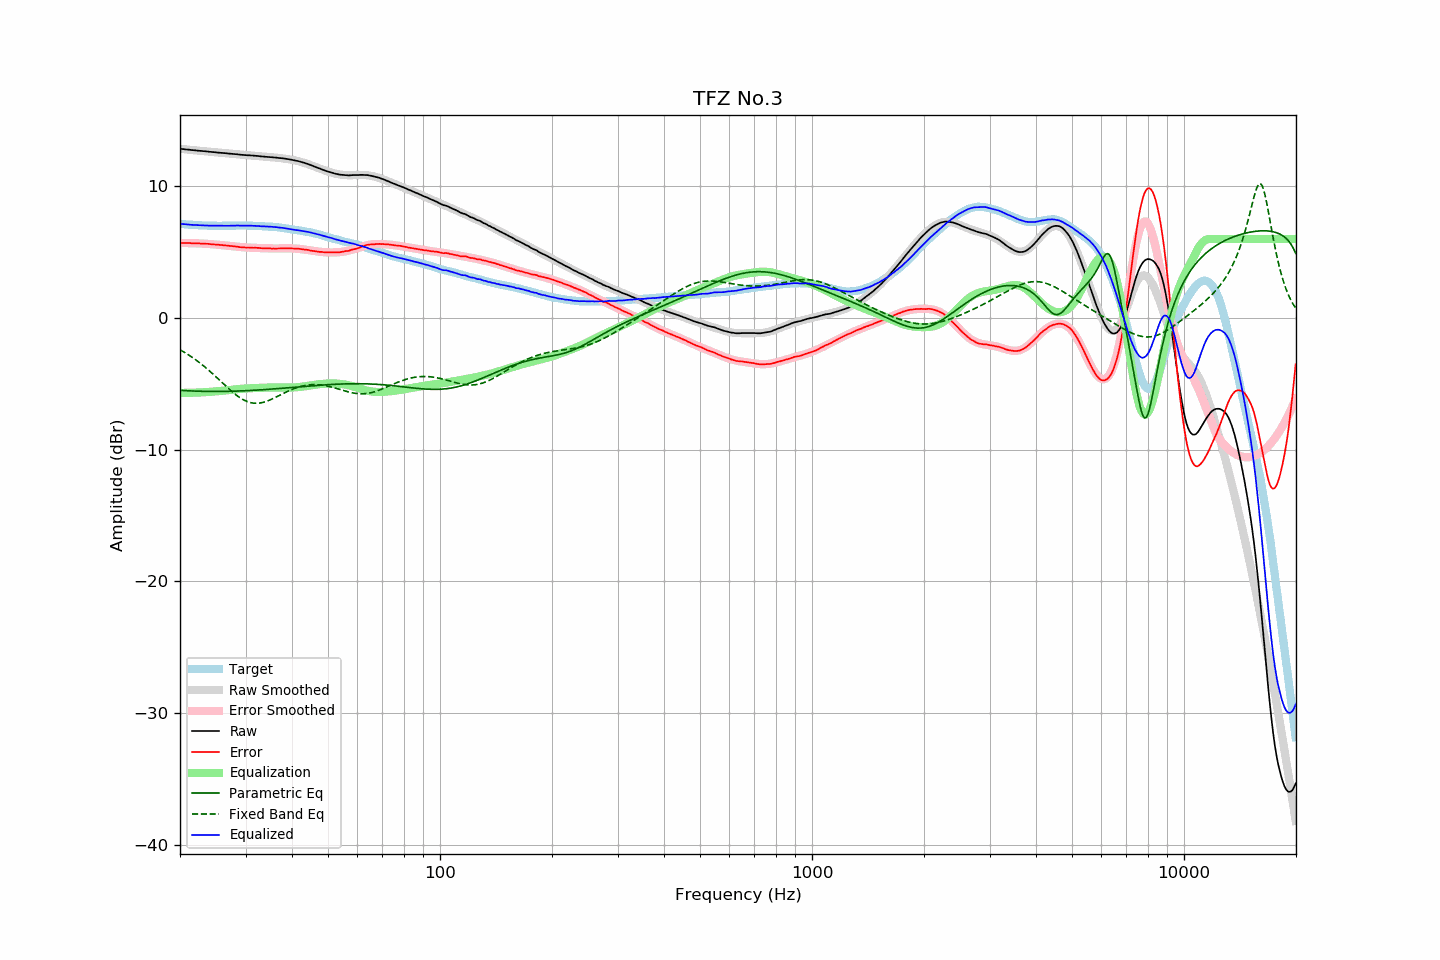 TFZ No.3
Amplitude (dBr)
10
0
−10
−20
−30
−40
Target
Raw Smoothed
Error Smoothed
Raw
Error
Equalization
Parametric Eq
Fixed Band Eq
Equalized
100
1000
10000
Frequency (Hz)